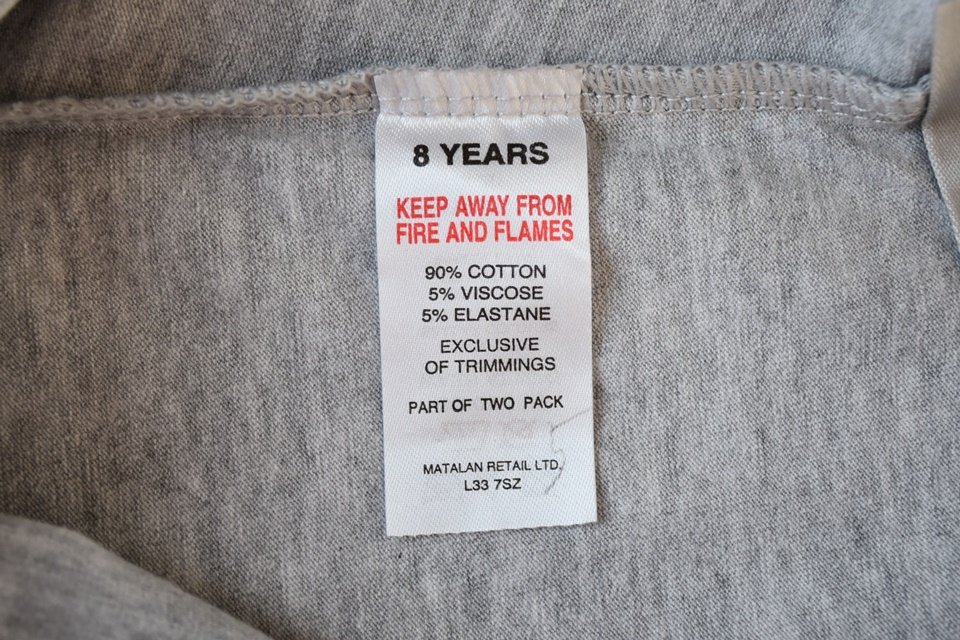 8 YEARS
KEEP AWAY FROM
FIRE AND FLAMES
90% COTTON
5% VISCOSE
5% ELASTANE
EXCLUSIVE
OF TRIMMINGS
PART OF TWO PACK
MATALAN RETAIL LTD,
L33 7SZ